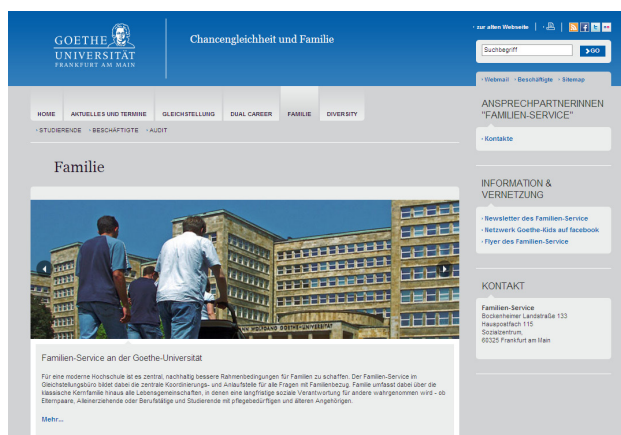 GOETHE
UNIVERSITÄT
FRANKFURT AM MAIN
Chancengleichheit und Familie
zur alten Webseite
Suchbegriff
GO
Webmail Beschäftigte Sitemap
HOME AKTUELLES UND TERMINE GLEICHSTELLUNG DUAL CAREER FAMILIE DIVERSITY
STUDIERENDE BESCHÄFTIGTE AUDIT
Familie
JOHANN WOLFGANG GOETHE-UNIVERSITÄT
Familien-Service an der Goethe-Universität
Für eine moderne Hochschule ist es zentral, nachhaltig bessere Rahmenbedingungen für Familien zu schaffen. Der Familien-Service im
Gleichstellungsbüro bildet dabei die zentrale Koordinierungs- und Anlaufstelle für alle Fragen mit Familienbezug. Familie umfasst dabei über die
klassische Kernfamilie hinaus alle Lebensgemeinschaften, in denen eine langfristige soziale Verantwortung für andere wahrgenommen wird - ob
Elternpaare, Alleinerziehende oder Berufstätige und Studierende mit pflegebedürftigen und älteren Angehörigen.
Mehr...
ANSPRECHPARTNERINNEN
"FAMILIEN-SERVICE"
Kontakte
INFORMATION &
VERNETZUNG
Newsletter des Familien-Service
Netzwerk Goethe-Kids auf facebook
Flyer des Familien-Service
KONTAKT
Familien-Service
Bockenheimer Landstraße 133
Hauspostfach 115
Sozialzentrum,
60325 Frankfurt am Main